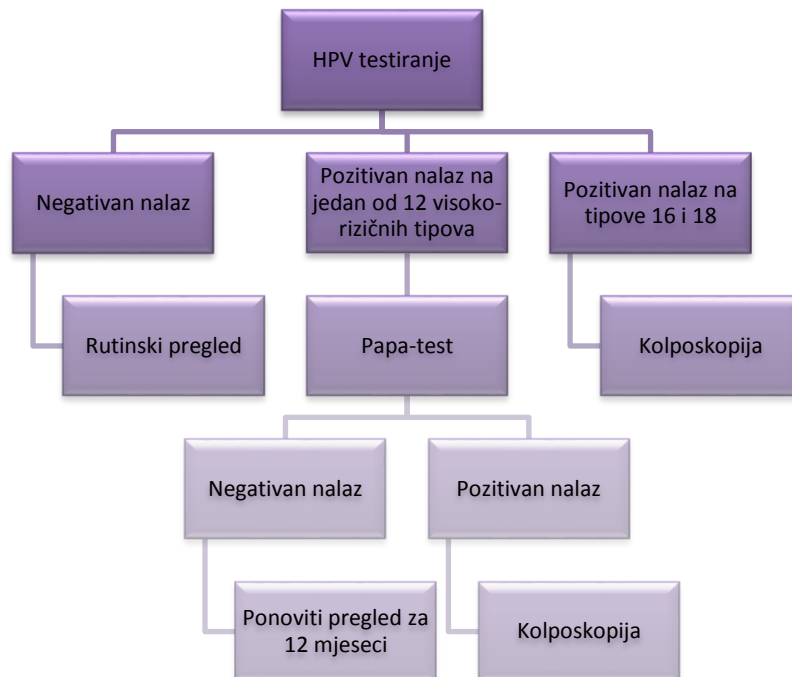 HPV testiranje
Negativan nalaz
Pozitivan nalaz na
jedan od 12 visoko-
rizičnih tipova
Pozitivan nalaz na
tipove 16 i 18
Rutinski pregled
Papa-test
Kolposkopija
Negativan nalaz
Pozitivan nalaz
Ponoviti pregled za
12 mjeseci
Kolposkopija